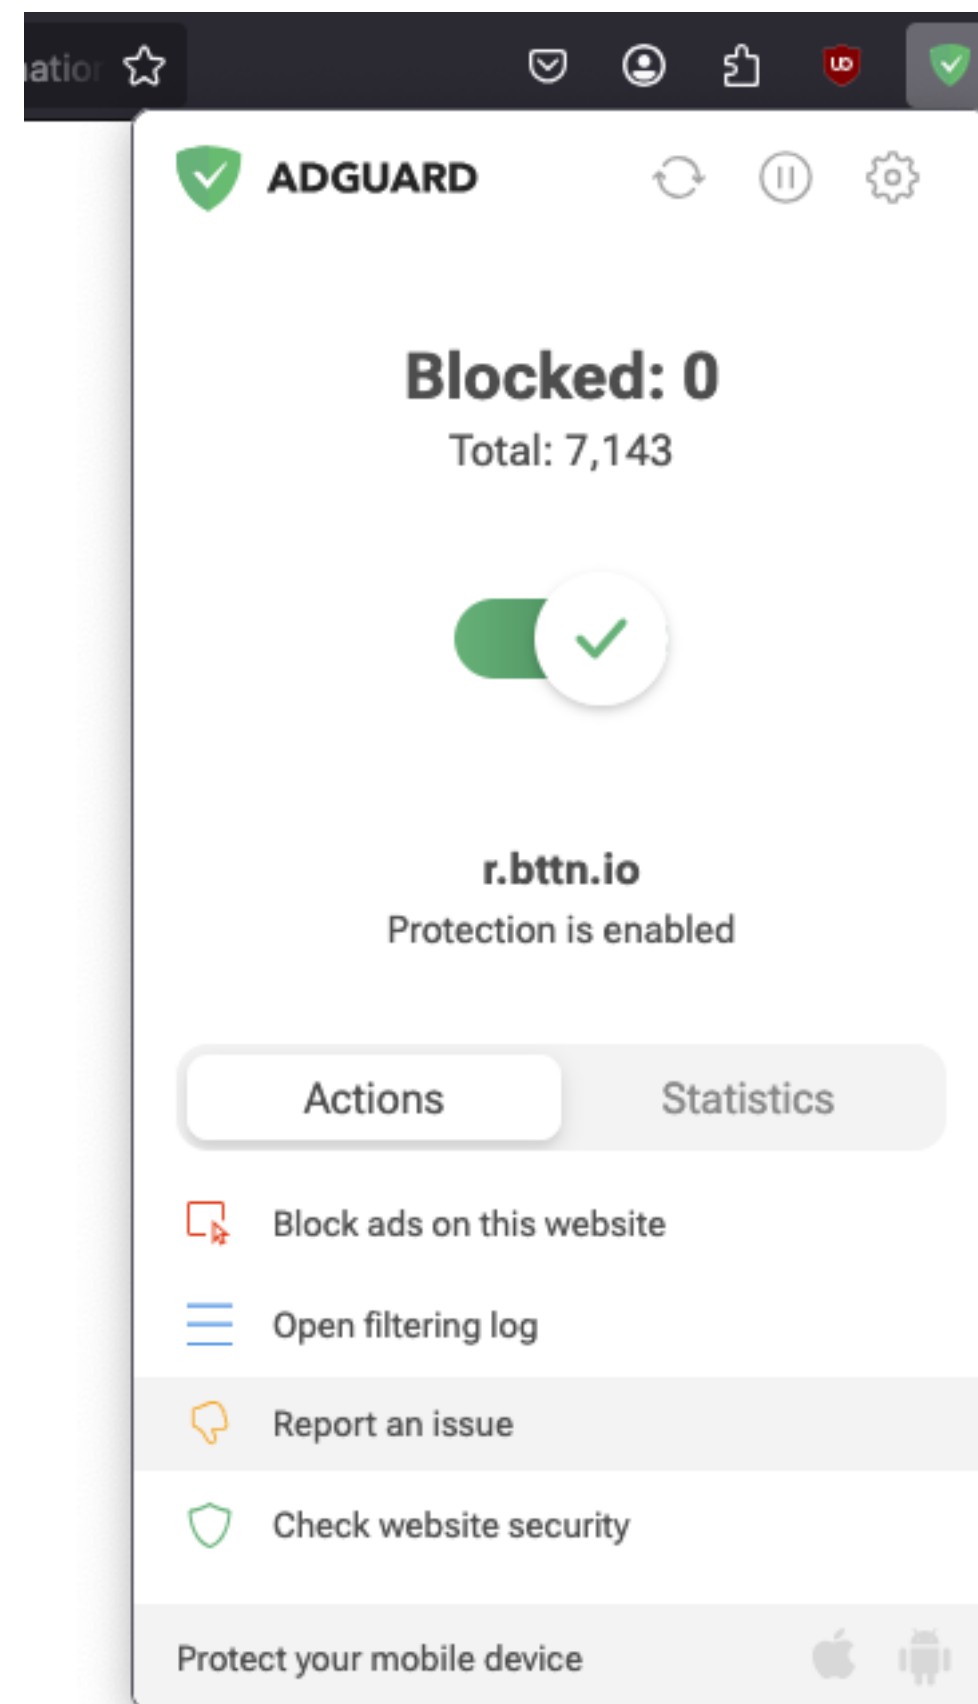 ADGUARD
Blocked: 0
Total: 7,143
r.bttn.io
Protection is enabled
Actions
Statistics
Block ads on this website
Open filtering log
Report an issue
Check website security
Protect your mobile device